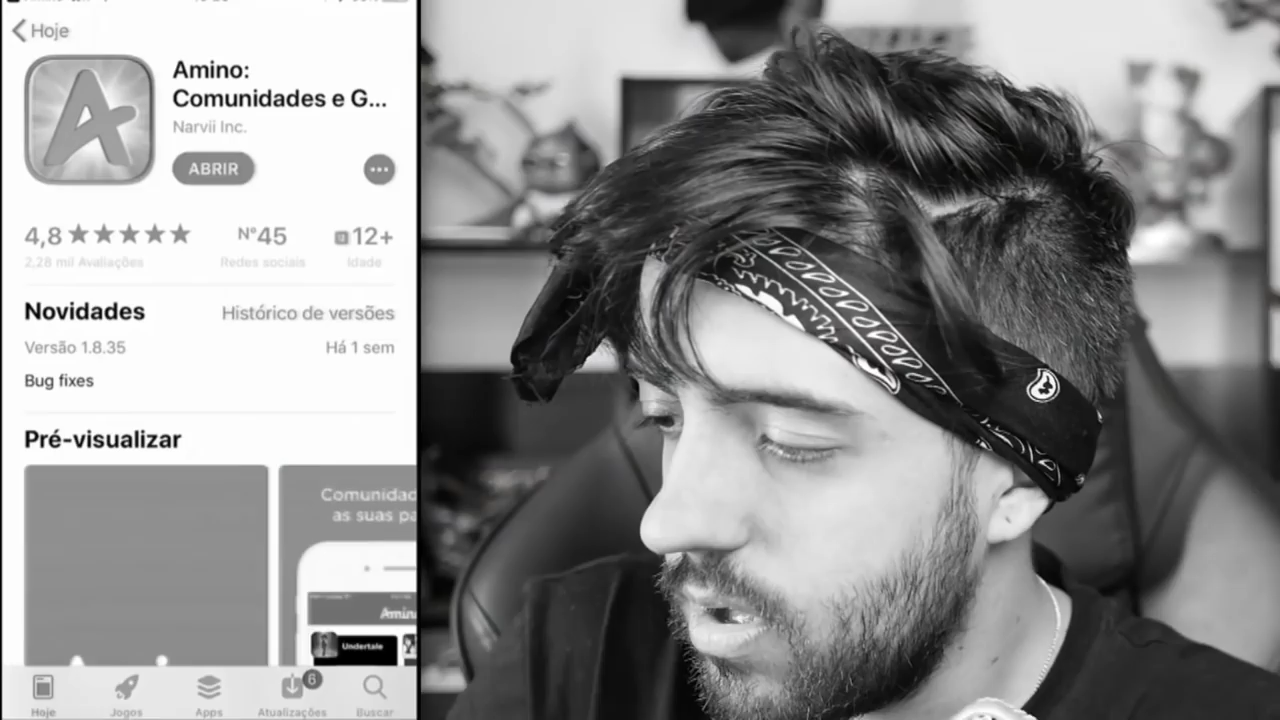 Hoje
Amino:
Comunidades e G...
Narvii Inc.
ABRIR
4,8 ★★★★★
Nº45
12+
2,28 mil Avaliações
Redes sociais
Idade
Novidades
Histórico de versões
Versão 1.8.35
Há 1 sem
Bug fixes
Pré-visualizar
Comunidad
as suas pa
Amino
Undertale
Hoje
Jogos
Apps
Atualizações
6
Buscar